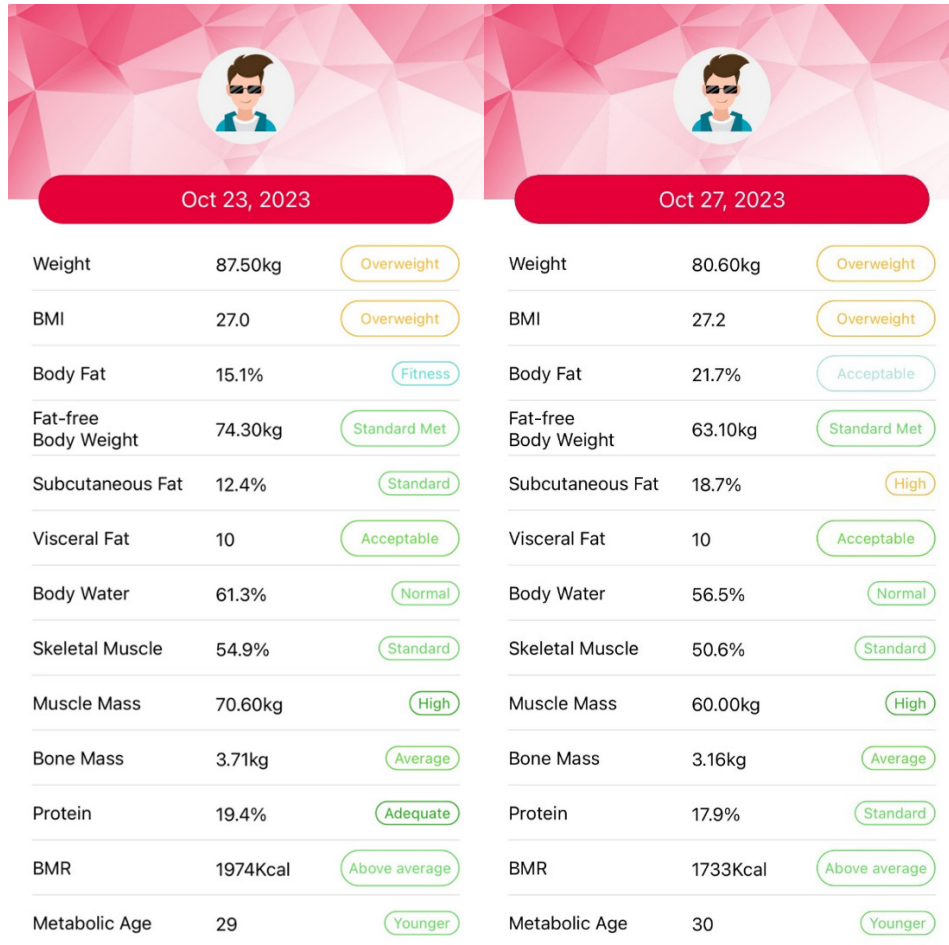 Oct 23, 2023
Weight 87.50kg Overweight
BMI 27.0 Overweight
Body Fat 15.1% Fitness
Fat-free
Body Weight 74.30kg Standard Met
Subcutaneous Fat 12.4% Standard
Visceral Fat 10 Acceptable
Body Water 61.3% Normal
Skeletal Muscle 54.9% Standard
Muscle Mass 70.60kg High
Bone Mass 3.71kg Average
Protein 19.4% Adequate
BMR 1974Kcal Above average
Metabolic Age 29 Younger
Oct 27, 2023
Weight 80.60kg Overweight
BMI 27.2 Overweight
Body Fat 21.7% Acceptable
Fat-free
Body Weight 63.10kg Standard Met
Subcutaneous Fat 18.7% High
Visceral Fat 10 Acceptable
Body Water 56.5% Normal
Skeletal Muscle 50.6% Standard
Muscle Mass 60.00kg High
Bone Mass 3.16kg Average
Protein 17.9% Standard
BMR 1733Kcal Above average
Metabolic Age 30 Younger